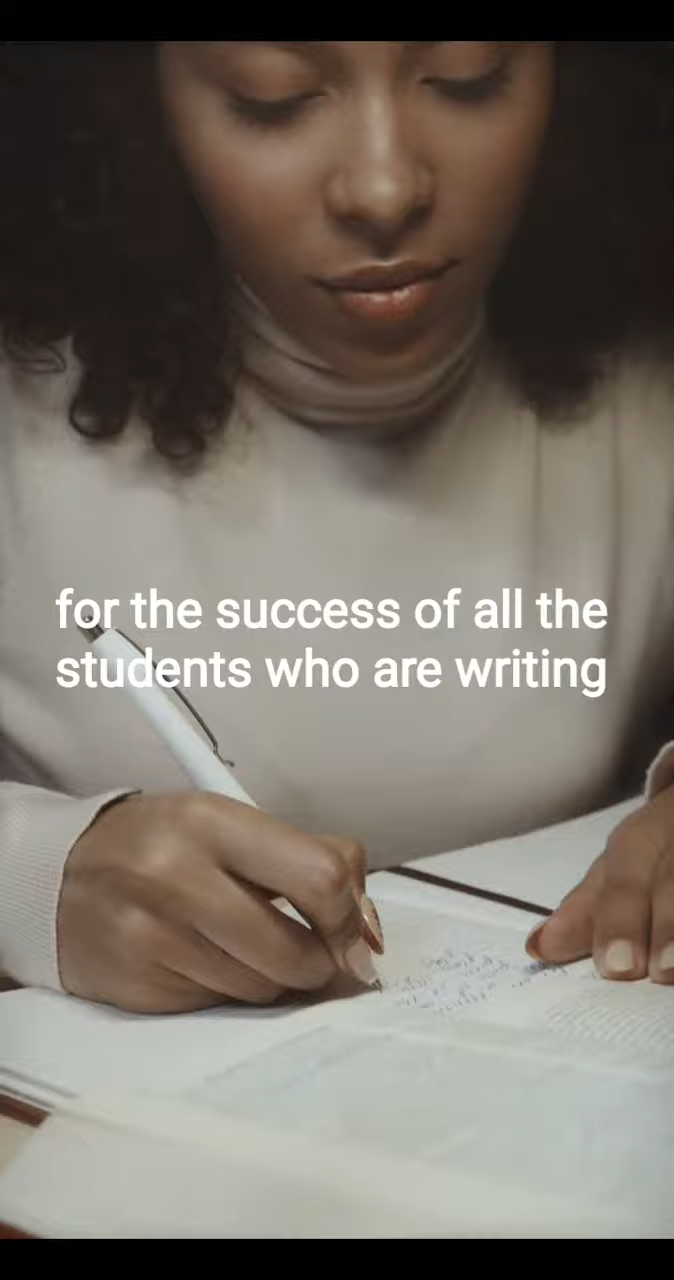 for the success of all the
students who are writing